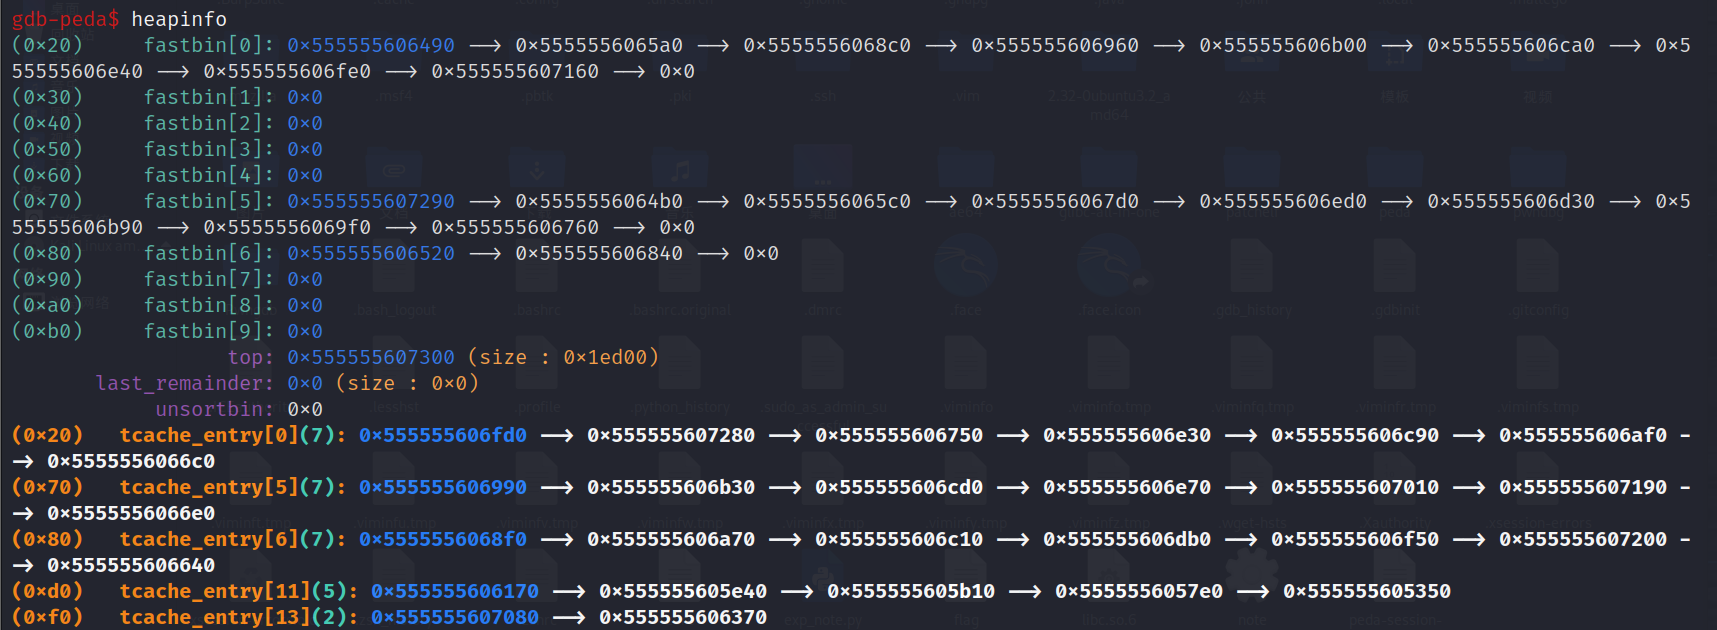 gdb-peda$ heapinfo
(0×20)     fastbin[0]: 0×555555606490 —> 0×5555556065a0 —> 0×5555556068c0 —> 0×555555606960 —> 0×555555606b00 —> 0×555555606ca0 —> 0×5
55555606e40 —> 0×555555606fe0 —> 0×555555607160 —> 0×0
(0×30)     fastbin[1]: 0×0
(0×40)     fastbin[2]: 0×0
(0×50)     fastbin[3]: 0×0
(0×60)     fastbin[4]: 0×0
(0×70)     fastbin[5]: 0×555555607290 —> 0×5555556064b0 —> 0×5555556065c0 —> 0×5555556067d0 —> 0×555555606ed0 —> 0×555555606d30 —> 0×5
55555606b90 —> 0×5555556069f0 —> 0×555555606760 —> 0×0
(0×80)     fastbin[6]: 0×555555606520 —> 0×555555606840 —> 0×0
(0×90)     fastbin[7]: 0×0
(0×a0)     fastbin[8]: 0×0
(0×b0)     fastbin[9]: 0×0
top: 0×555555607300 (size : 0×1ed00)
last_remainder: 0×0 (size : 0×0)
unsortbin: 0×0
(0×20)   tcache_entry[0](7): 0×555555606fd0 —> 0×555555607280 —> 0×555555606750 —> 0×555555606e30 —> 0×555555606c90 —> 0×555555606af0 -
-> 0×5555556066c0
(0×70)   tcache_entry[5](7): 0×555555606990 —> 0×555555606b30 —> 0×555555606cd0 —> 0×555555606e70 —> 0×555555607010 —> 0×555555607190 -
-> 0×5555556066e0
(0×80)   tcache_entry[6](7): 0×5555556068f0 —> 0×555555606a70 —> 0×555555606c10 —> 0×555555606db0 —> 0×555555606f50 —> 0×555555607200 -
-> 0×555555606640
(0×d0)   tcache_entry[11](5): 0×555555606170 —> 0×555555605e40 —> 0×555555605b10 —> 0×5555556057e0 —> 0×555555605350
(0×f0)   tcache_entry[13](2): 0×555555607080 —> 0×555555606370